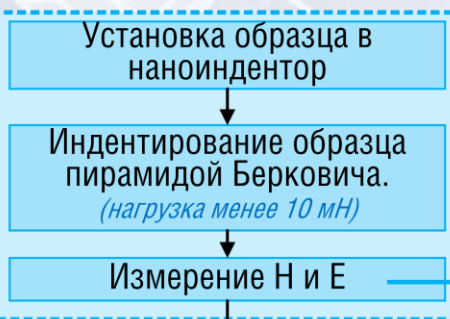 Установка образца в
наноиндентор
Индентирование образца
пирамидой Берковича.
(нагрузка менее 10 мН)
Измерение H и E